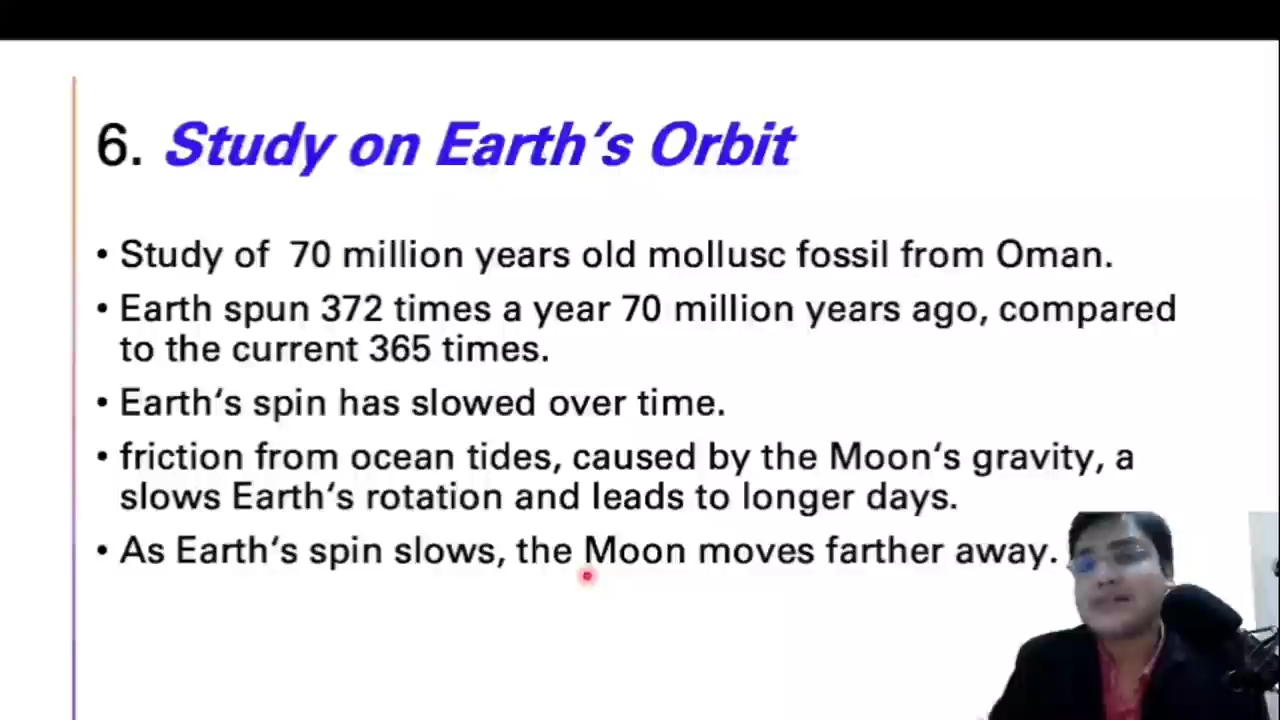 6. Study on Earth's Orbit
• Study of 70 million years old mollusc fossil from Oman.
• Earth spun 372 times a year 70 million years ago, compared
to the current 365 times.
• Earth's spin has slowed over time.
• friction from ocean tides, caused by the Moon's gravity, a
slows Earth's rotation and leads to longer days.
• As Earth's spin slows, the Moon moves farther away.